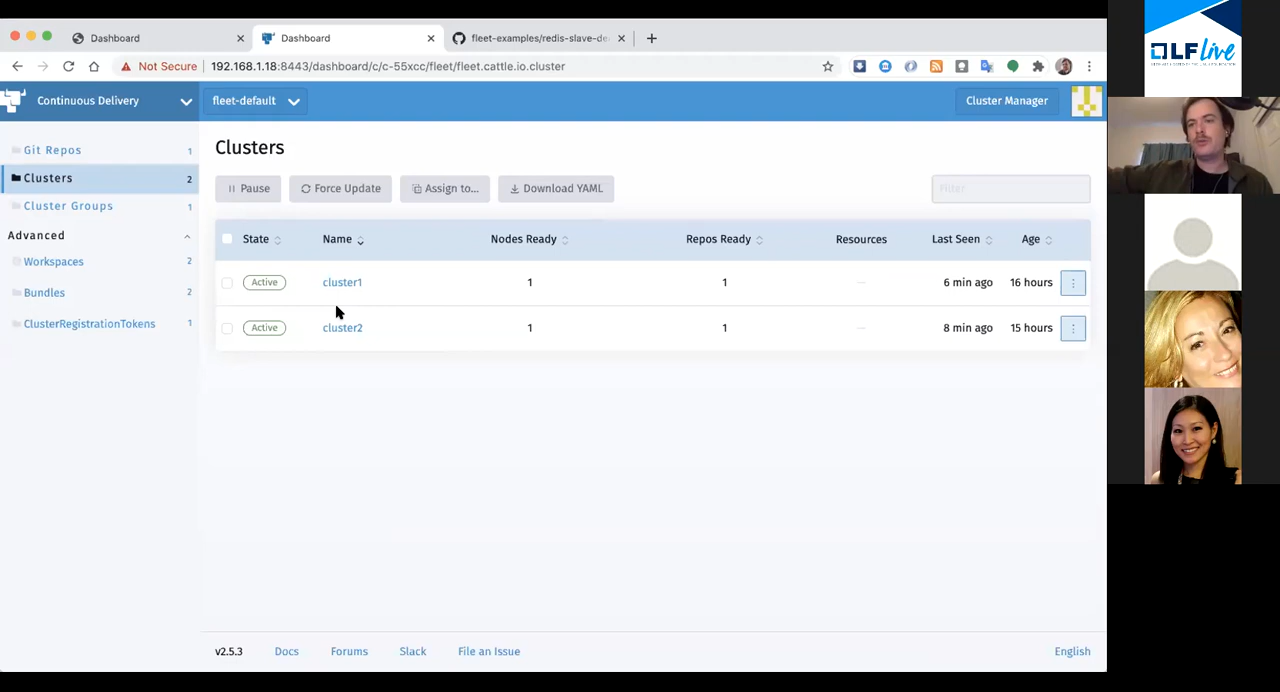 Dashboard
Dashboard
fleet-examples/redis-slave-de
Not Secure 192.168.1.18:8443/dashboard/c/c-55xcc/fleet/fleet.cattle.io.cluster
Continuous Delivery
fleet-default
Cluster Manager
Git Repos 1
Clusters 2
Cluster Groups 1
Advanced
Workspaces 2
Bundles 2
ClusterRegistrationTokens 1
Clusters
Pause
Force Update
Assign to...
Download YAML
Filter
State Name Nodes Ready Repos Ready Resources Last Seen Age
Active cluster1 1 1 — 6 min ago 16 hours
Active cluster2 1 1 — 8 min ago 15 hours
v2.5.3 Docs Forums Slack File an Issue English
LF Live